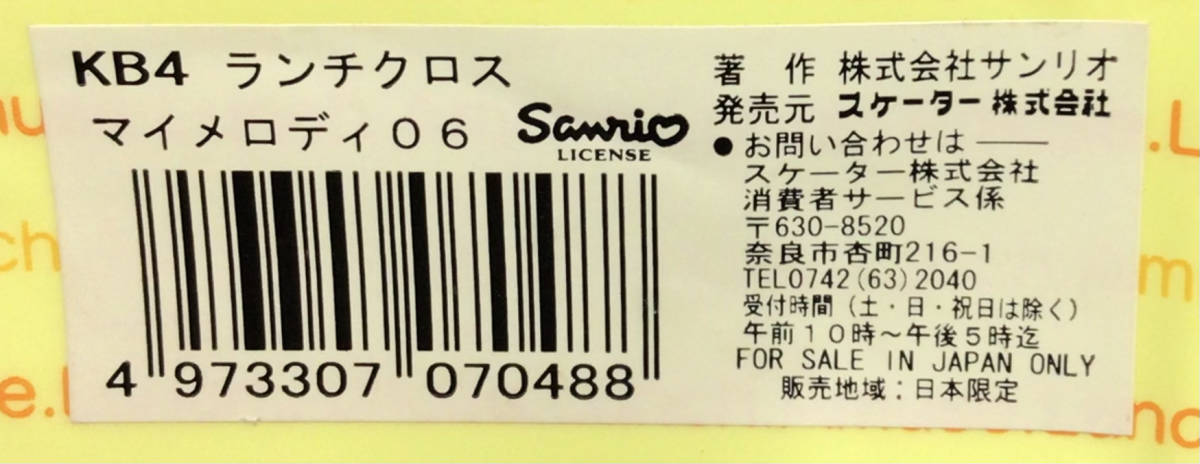 KB4 ランチクロス
マイメロディ06
Sanrio
LICENSE
4 973307 070488
著 作 株式会社サンリオ
発売元 スケーター株式会社
●お問い合わせは――
スケーター株式会社
消費者サービス係
〒630-8520
奈良市杏町216-1
TEL0742(63)2040
受付時間(土・日・祝日は除く)
午前10時~午後5時迄
FOR SALE IN JAPAN ONLY
販売地域:日本限定